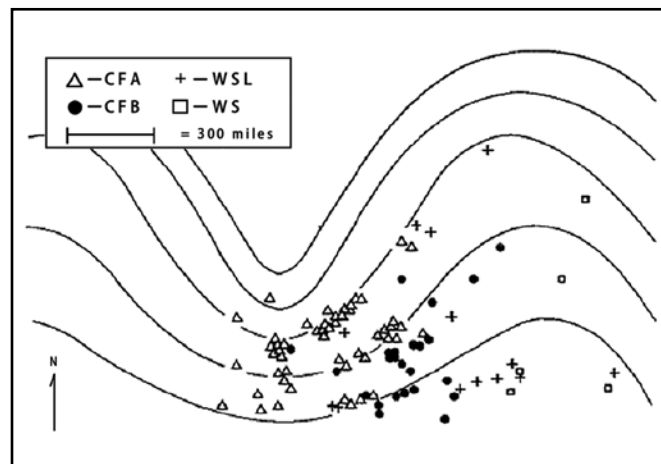 —CFA —WSL
—CFB —WS
= 300 miles
N